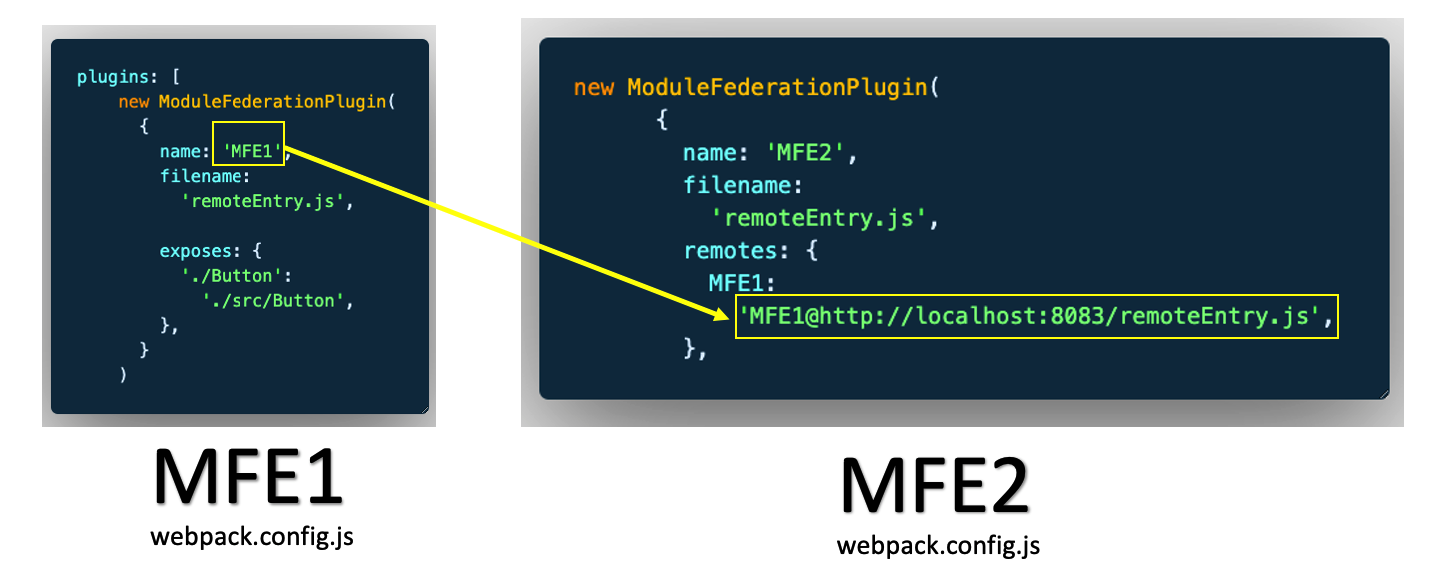 plugins: [
new ModuleFederationPlugin(
{
name: 'MFE1',
filename:
'remoteEntry.js',
exposes: {
'./Button':
'./src/Button',
},
}
)
MFE1
webpack.config.js
new ModuleFederationPlugin(
{
name: 'MFE2',
filename:
'remoteEntry.js',
remotes: {
MFE1:
'MFE1@http://localhost:8083/remoteEntry.js',
},
MFE2
webpack.config.js